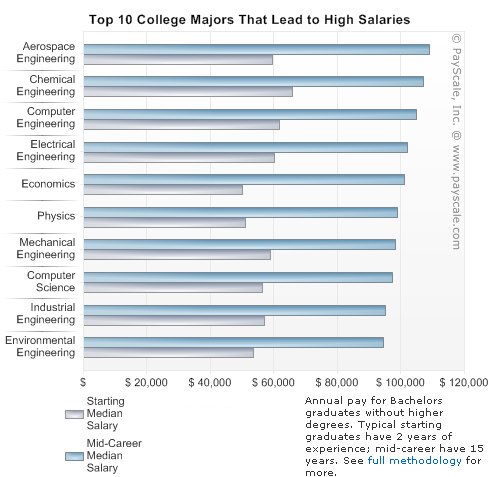 Top 10 College Majors That Lead to High Salaries
Aerospace
Engineering
Chemical
Engineering
Computer
Engineering
Electrical
Engineering
Economics
Physics
Mechanical
Engineering
Computer
Science
Industrial
Engineering
Environmental
Engineering
© PayScale, Inc. @ www.payscale.com
$ $ 20,000 $ 40,000 $ 60,000 $ 80,000 $ 100,000 $ 120,000
Starting
Median
Salary
Mid-Career
Median
Salary
Annual pay for Bachelors
graduates without higher
degrees. Typical starting
graduates have 2 years of
experience; mid-career have 15
years. See full methodology for
more.